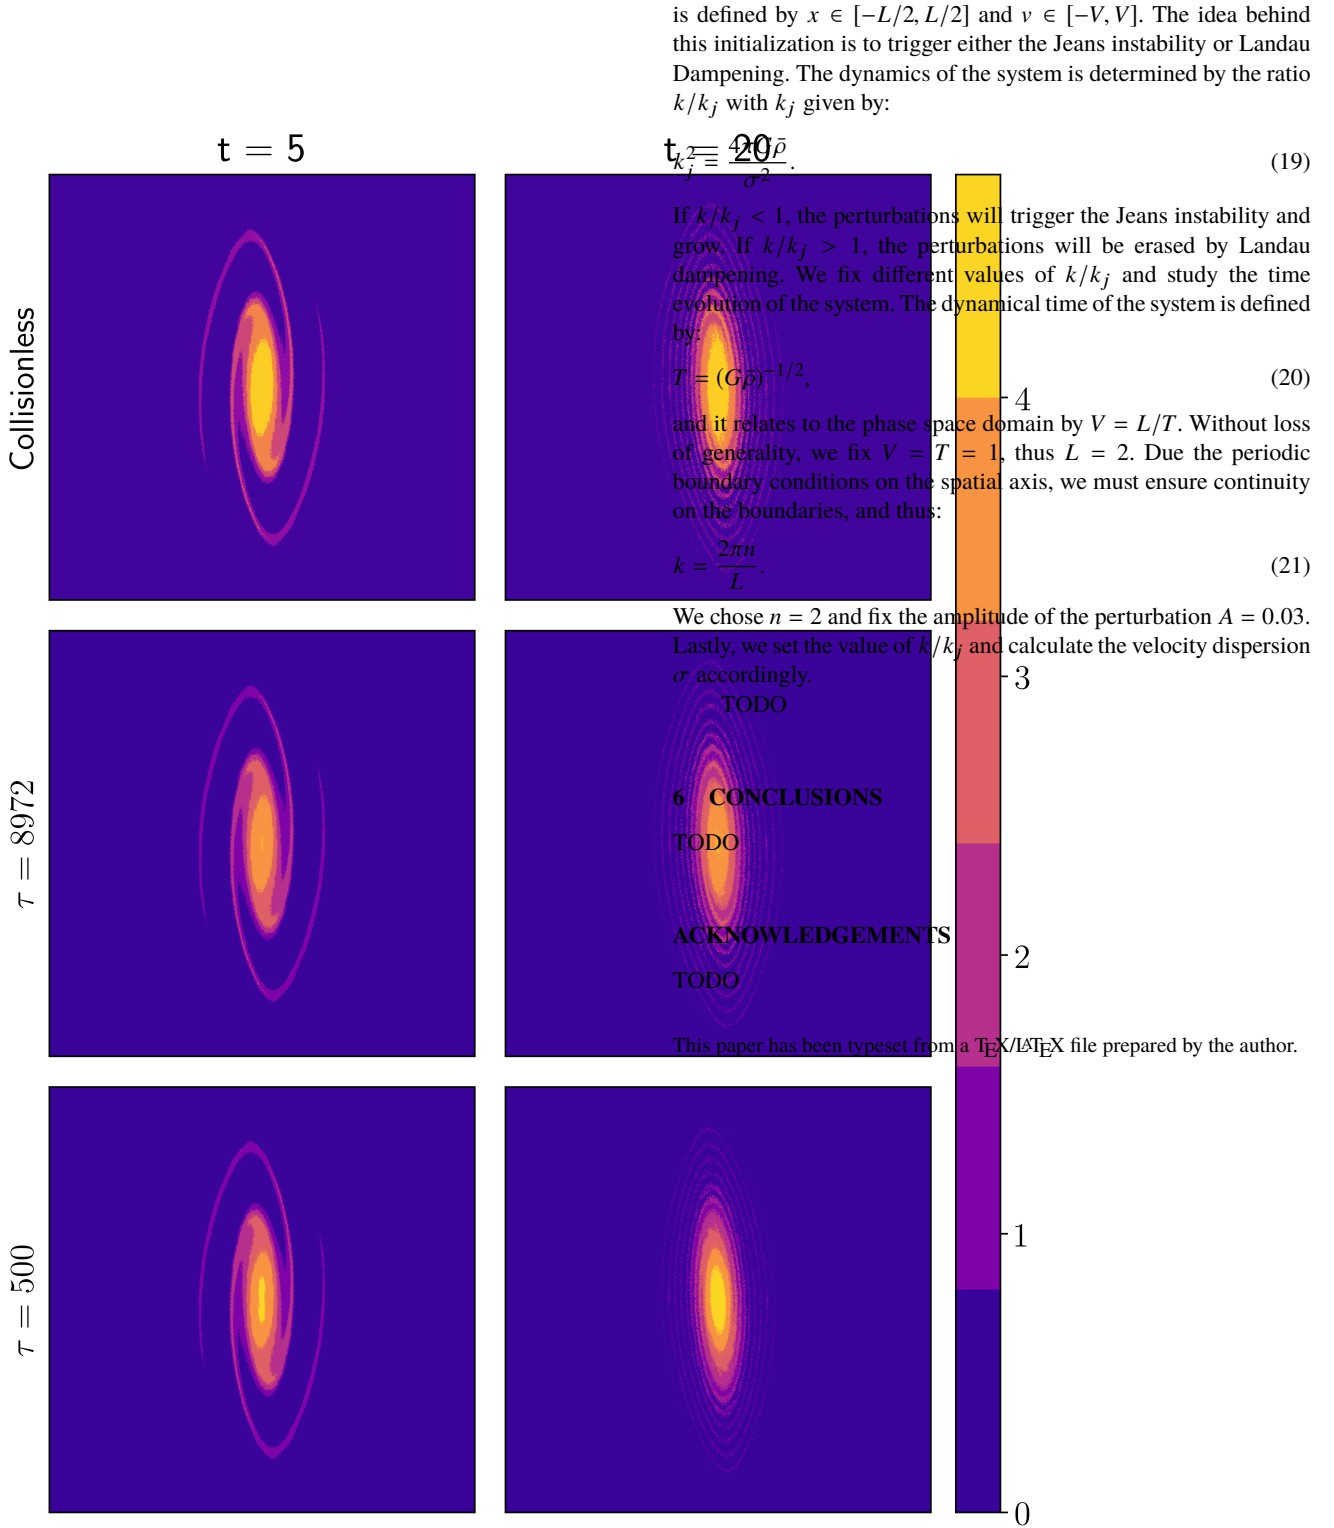 t = 5
t = 20
Collisionless
τ = 8972
τ = 500
4
3
2
1
0
is defined by x ∈ [−L/2, L/2] and v ∈ [−V, V]. The idea behind
this initialization is to trigger either the Jeans instability or Landau
Dampening. The dynamics of the system is determined by the ratio
k/k_j with k_j given by:
k_j^2 = 4πGρ̄/σ^2. (19)
If k/k_j < 1, the perturbations will trigger the Jeans instability and
grow. If k/k_j > 1, the perturbations will be erased by Landau
dampening. We fix different values of k/k_j and study the time
evolution of the system. The dynamical time of the system is defined
by:
T = (Gρ̄)^{−1/2}, (20)
and it relates to the phase space domain by V = L/T. Without loss
of generality, we fix V = T = 1, thus L = 2. Due the periodic
boundary conditions on the spatial axis, we must ensure continuity
on the boundaries, and thus:
k = 2πn/L. (21)
We chose n = 2 and fix the amplitude of the perturbation A = 0.03.
Lastly, we set the value of k/k_j and calculate the velocity dispersion
σ accordingly.
TODO
6 CONCLUSIONS
TODO
ACKNOWLEDGEMENTS
TODO
This paper has been typeset from a TEX/LATEX file prepared by the author.